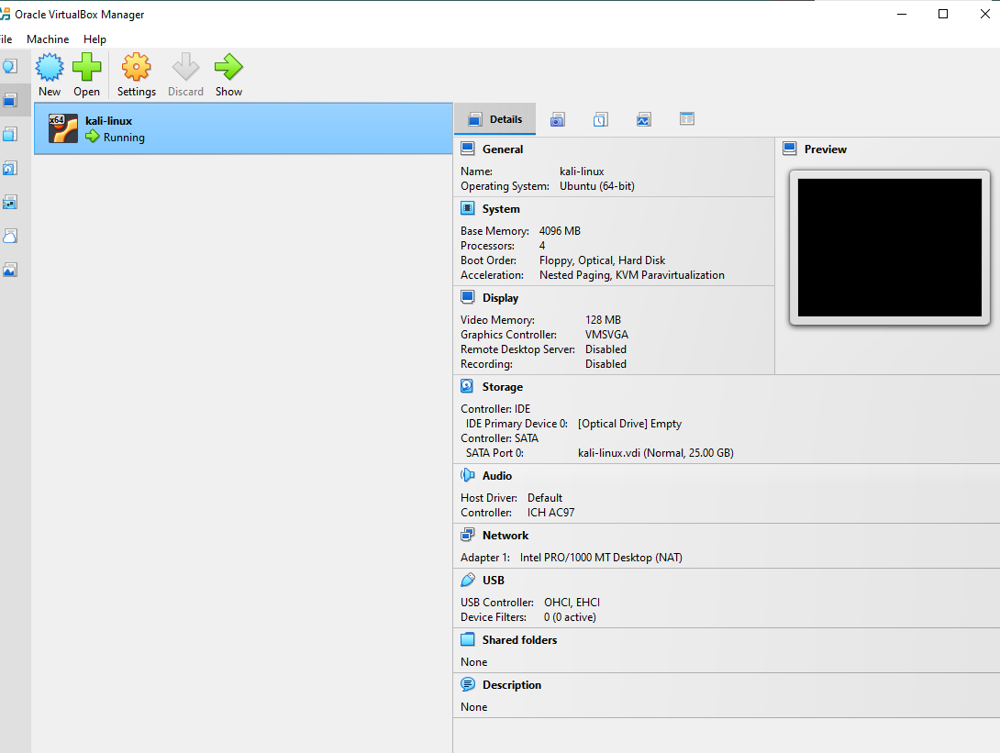 Oracle VirtualBox Manager
ile Machine Help
New Open Settings Discard Show
x64
kali-linux
Running
Details
General
Name: kali-linux
Operating System: Ubuntu (64-bit)
Preview
System
Base Memory: 4096 MB
Processors: 4
Boot Order: Floppy, Optical, Hard Disk
Acceleration: Nested Paging, KVM Paravirtualization
Display
Video Memory: 128 MB
Graphics Controller: VMSVGA
Remote Desktop Server: Disabled
Recording: Disabled
Storage
Controller: IDE
IDE Primary Device 0: [Optical Drive] Empty
Controller: SATA
SATA Port 0: kali-linux.vdi (Normal, 25.00 GB)
Audio
Host Driver: Default
Controller: ICH AC97
Network
Adapter 1: Intel PRO/1000 MT Desktop (NAT)
USB
USB Controller: OHCI, EHCI
Device Filters: 0 (0 active)
Shared folders
None
Description
None